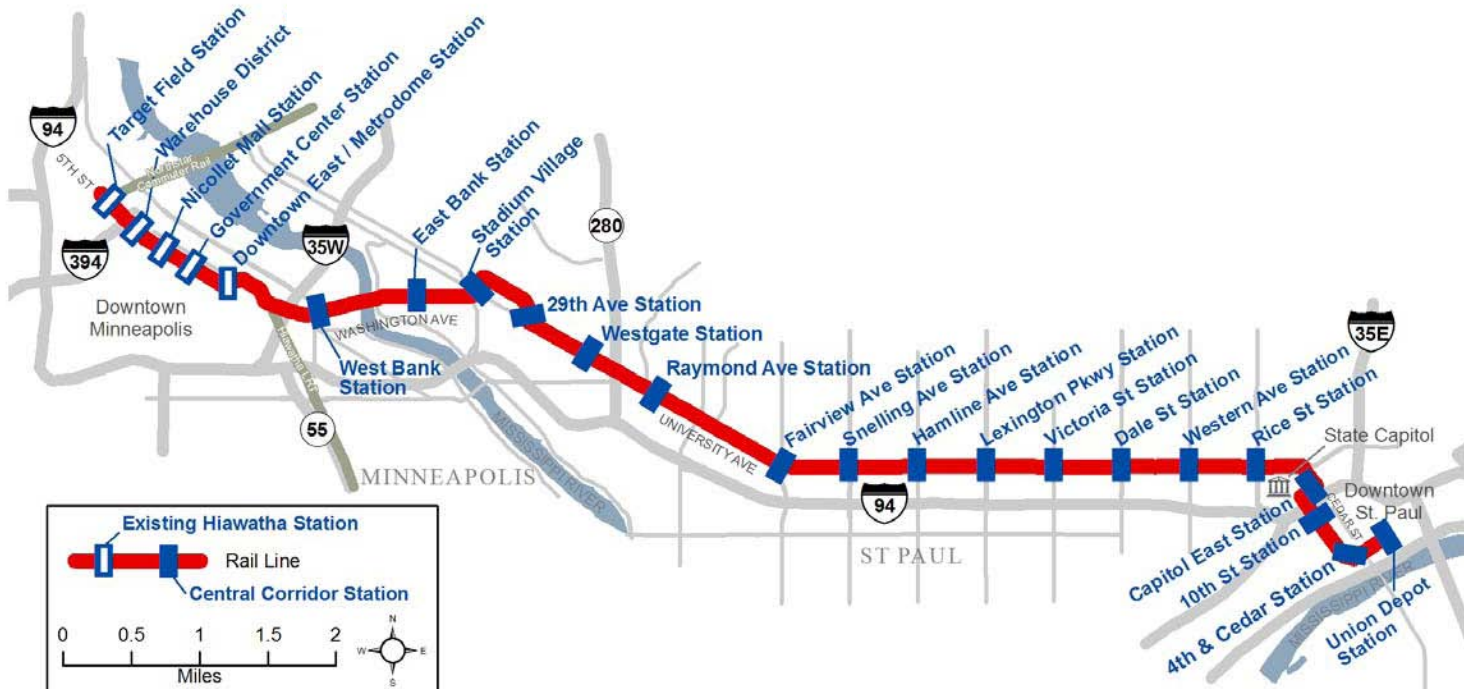 Target Field Station
Warehouse District
Nicollet Mall Station
Government Center Station
Downtown East / Metrodome Station
East Bank Station
Stadium Village
Station
94
5TH ST
Northstar
Commuter Rail
394
35W
280
Downtown
Minneapolis
WASHINGTON AVE
West Bank
Station
Hiawatha LRT
55
29th Ave Station
Westgate Station
Raymond Ave Station
UNIVERSITY AVE
MISSISSIPPI RIVER
MINNEAPOLIS
Fairview Ave Station
Snelling Ave Station
Hamline Ave Station
Lexington Pkwy Station
Victoria St Station
Dale St Station
Western Ave Station
Rice St Station
35E
State Capitol
94
ST PAUL
CEDAR ST
Downtown
St. Paul
Capitol East Station
10th St Station
4th & Cedar Station
Union Depot
Station
MISSISSIPPI RIVER
Existing Hiawatha Station
Rail Line
Central Corridor Station
0 0.5 1 1.5 2
Miles
N
W E
S